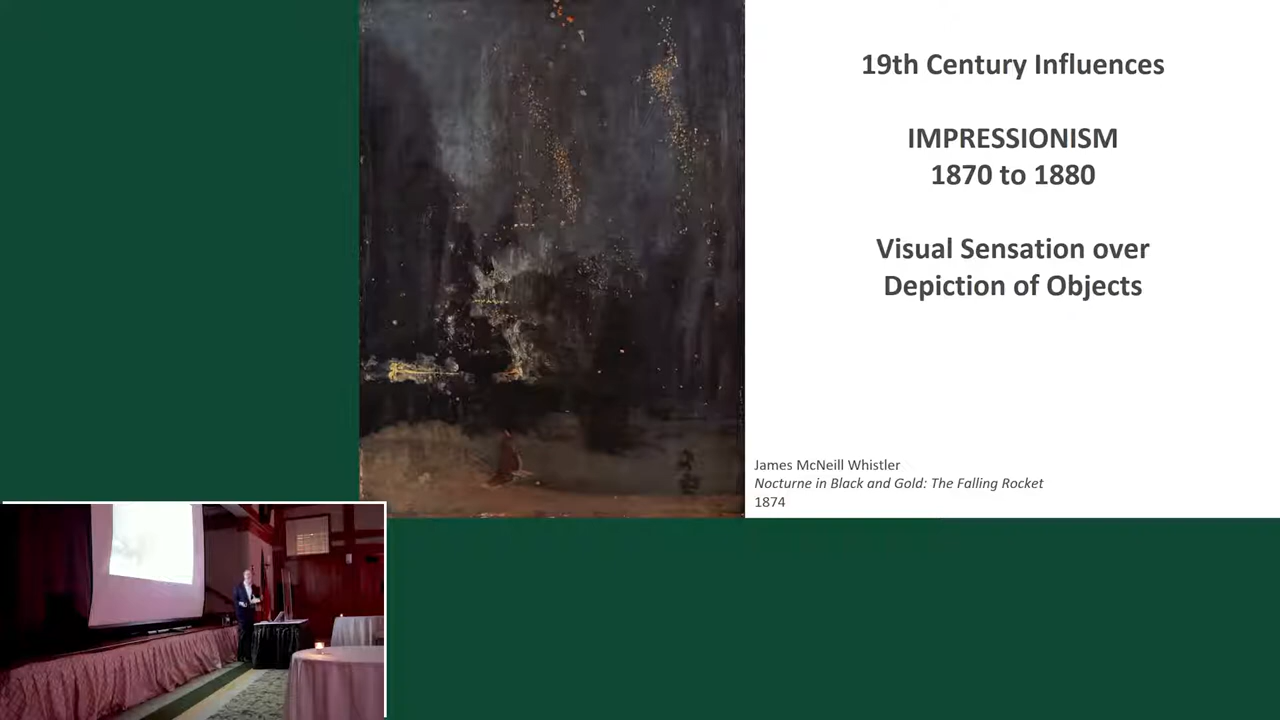 19th Century Influences
IMPRESSIONISM
1870 to 1880
Visual Sensation over
Depiction of Objects
James McNeill Whistler
Nocturne in Black and Gold: The Falling Rocket
1874